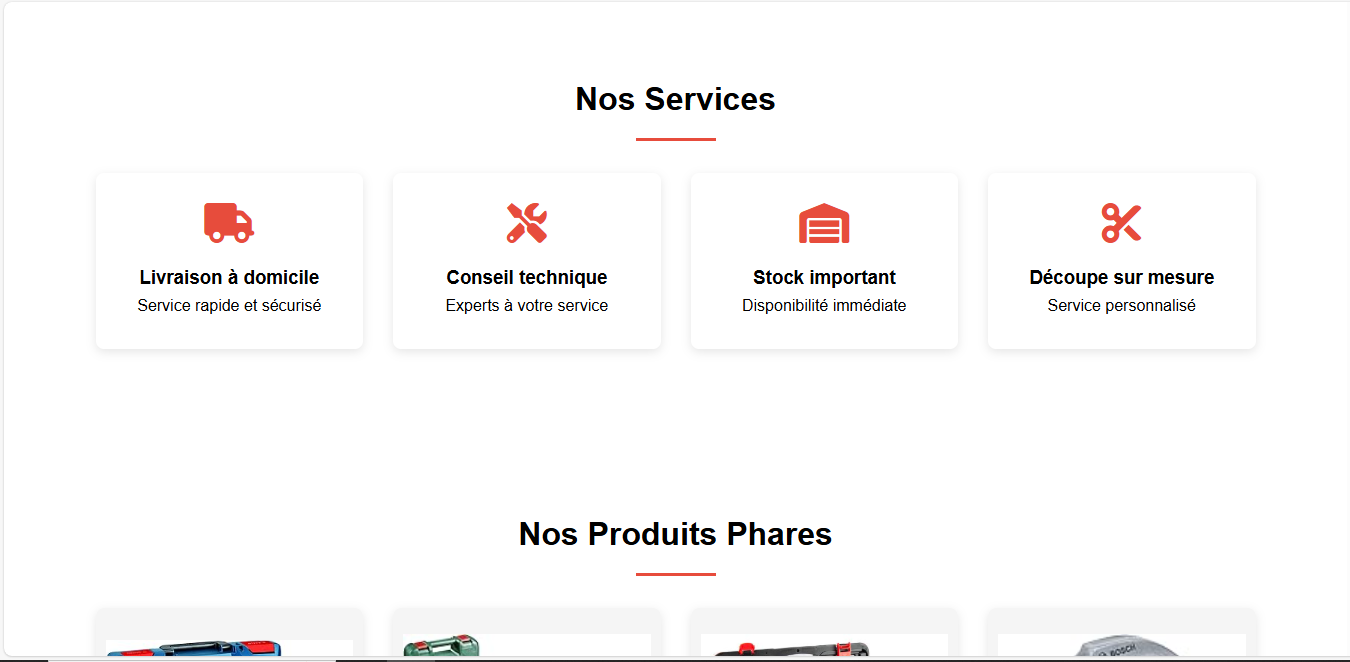 Nos Services
Livraison à domicile
Service rapide et sécurisé
Conseil technique
Experts à votre service
Stock important
Disponibilité immédiate
Découpe sur mesure
Service personnalisé
Nos Produits Phares
BOSCH